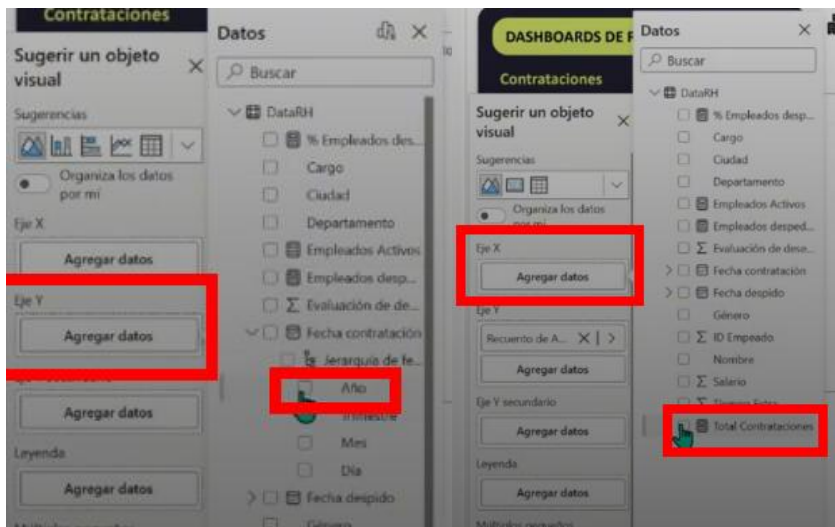 Contrataciones
Sugerir un objeto
visual
Sugerencias
Organiza los datos
por mí
Eje X
Agregar datos
Eje Y
Agregar datos
Agregar datos
Leyenda
Agregar datos
Datos
Buscar
DataRH
% Empleados des...
Cargo
Ciudad
Departamento
Empleados Activos
Empleados desp...
Evaluación de de...
Fecha contratación
Jerarquía de fe...
Año
Trimestre
Mes
Día
Fecha despido
Género
DASHBOARDS DE
Contrataciones
Sugerir un objeto
visual
Sugerencias
Organiza los datos
por mí
Eje X
Agregar datos
Eje Y
Recuento de A...
Agregar datos
Eje Y secundario
Agregar datos
Leyenda
Agregar datos
Múltiplos pequeños
Datos
Buscar
DataRH
% Empleados desp...
Cargo
Ciudad
Departamento
Empleados Activos
Empleados desped...
Evaluación de dese...
Fecha contratación
Fecha despido
Género
ID Empeado
Nombre
Salario
Total Contrataciones